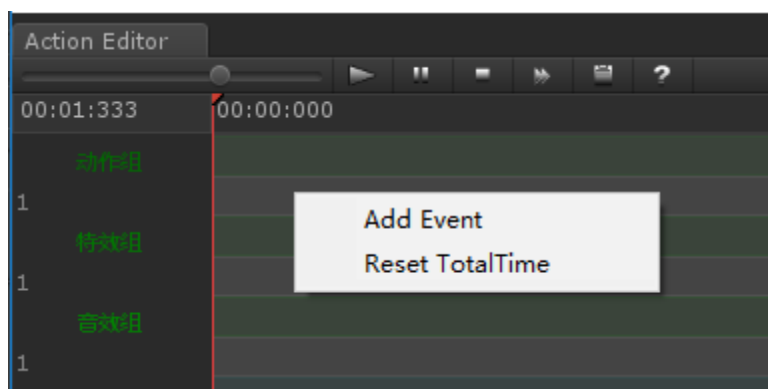 Action Editor
?
00:01:333 00:00:000
动作组
1
Add Event
特效组
Reset TotalTime
1
音效组
1